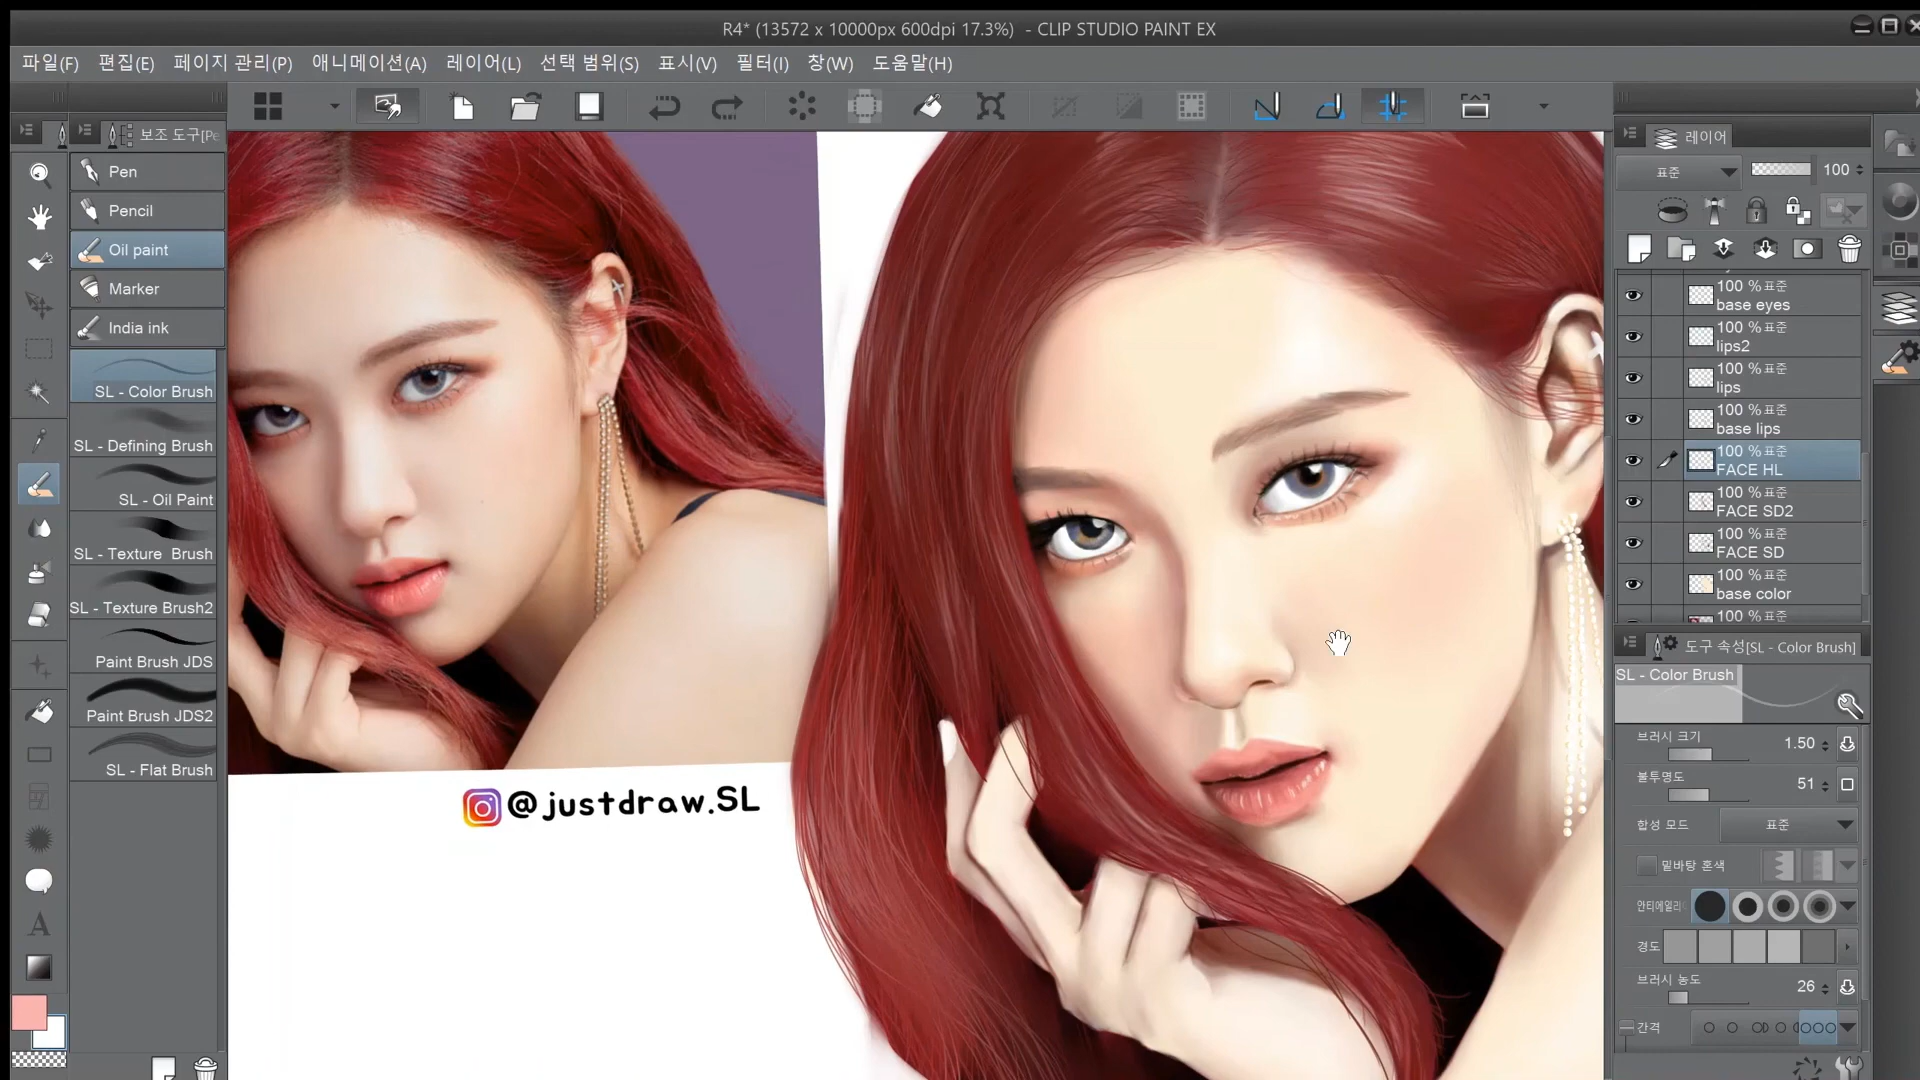 R4* (13572 x 10000px 600dpi 17.3%) - CLIP STUDIO PAINT EX
파일(F) 편집(E) 페이지 관리(P) 애니메이션(A) 레이어(L) 선택 범위(S) 표시(V) 필터(I) 창(W) 도움말(H)
보조 도구[Pe
Pen
Pencil
Oil paint
Marker
India ink
SL - Color Brush
SL - Defining Brush
SL - Oil Paint
SL - Texture Brush
SL - Texture Brush2
Paint Brush JDS
Paint Brush JDS2
SL - Flat Brush
A
@justdraw.SL
레이어
표준 100
100 %표준
base eyes
100 %표준
lips2
100 %표준
lips
100 %표준
base lips
100 %표준
FACE HL
100 %표준
FACE SD2
100 %표준
FACE SD
100 %표준
base color
100 %표준
도구 속성[SL - Color Brush]
SL - Color Brush
브러시 크기 1.50
불투명도 51
합성 모드 표준
밑바탕 혼색
안티에일리
경도
브러시 농도 26
간격